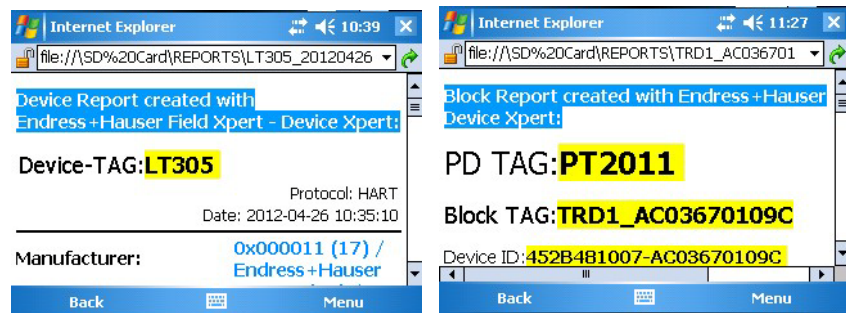 Internet Explorer 10:39
file://\SD%20Card\REPORTS\LT305_20120426
Device Report created with
Endress+Hauser Field Xpert - Device Xpert:
Device-TAG:LT305
Protocol: HART
Date: 2012-04-26 10:35:10
Manufacturer: 0x000011 (17) /
Endress+Hauser
Back Menu
Internet Explorer 11:27
file://\SD%20Card\REPORTS\TRD1_AC036701
Block Report created with Endress+Hauser
Device Xpert:
PD TAG:PT2011
Block TAG:TRD1_AC03670109C
Device ID:452B481007-AC03670109C
Back Menu